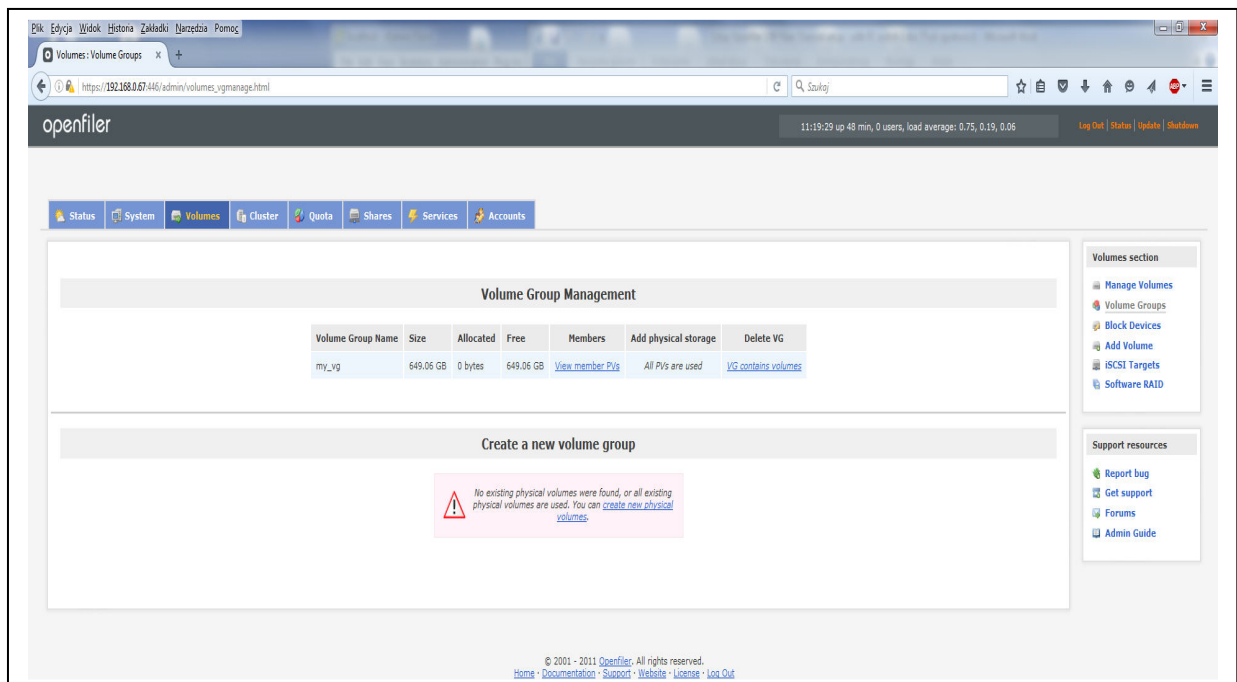 Plik Edycja Widok Historia Zakładki Narzędzia Pomoc
Volumes : Volume Groups × +
https://192.168.0.67:446/admin/volumes_vgmanage.html
Szukaj
ABP
openfiler
11:19:29 up 48 min, 0 users, load average: 0.75, 0.19, 0.06
Log Out | Status | Update | Shutdown
Status System Volumes Cluster Quota Shares Services Accounts
Volume Group Management
Volume Group Name Size Allocated Free Members Add physical storage Delete VG
my_vg 649.06 GB 0 bytes 649.06 GB View member PVs All PVs are used VG contains volumes
Create a new volume group
No existing physical volumes were found, or all existing
physical volumes are used. You can create new physical
volumes.
Volumes section
Manage Volumes
Volume Groups
Block Devices
Add Volume
iSCSI Targets
Software RAID
Support resources
Report bug
Get support
Forums
Admin Guide
© 2001 - 2011 Openfiler. All rights reserved.
Home · Documentation · Support · Website · License · Log Out